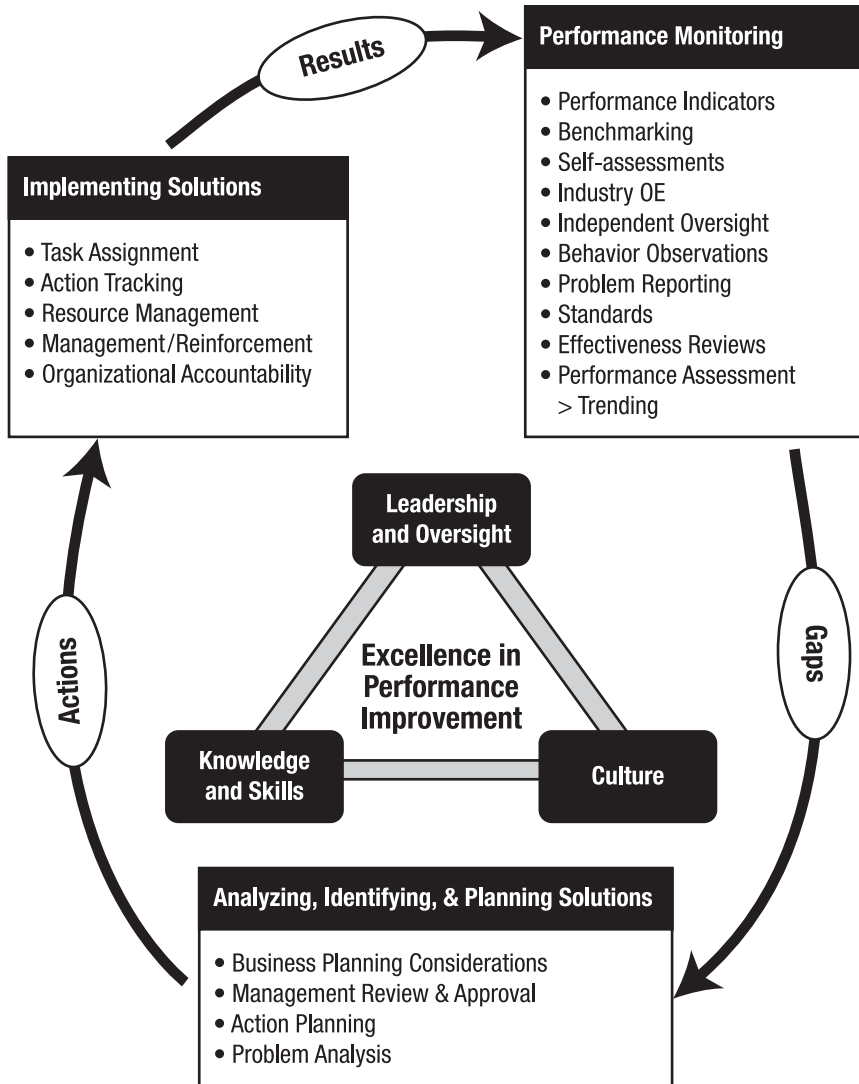 Results
Performance Monitoring
• Performance Indicators
• Benchmarking
• Self-assessments
• Industry OE
• Independent Oversight
• Behavior Observations
• Problem Reporting
• Standards
• Effectiveness Reviews
• Performance Assessment
> Trending
Implementing Solutions
• Task Assignment
• Action Tracking
• Resource Management
• Management/Reinforcement
• Organizational Accountability
Leadership
and Oversight
Excellence in
Performance
Improvement
Knowledge
and Skills
Culture
Gaps
Actions
Analyzing, Identifying, & Planning Solutions
• Business Planning Considerations
• Management Review & Approval
• Action Planning
• Problem Analysis